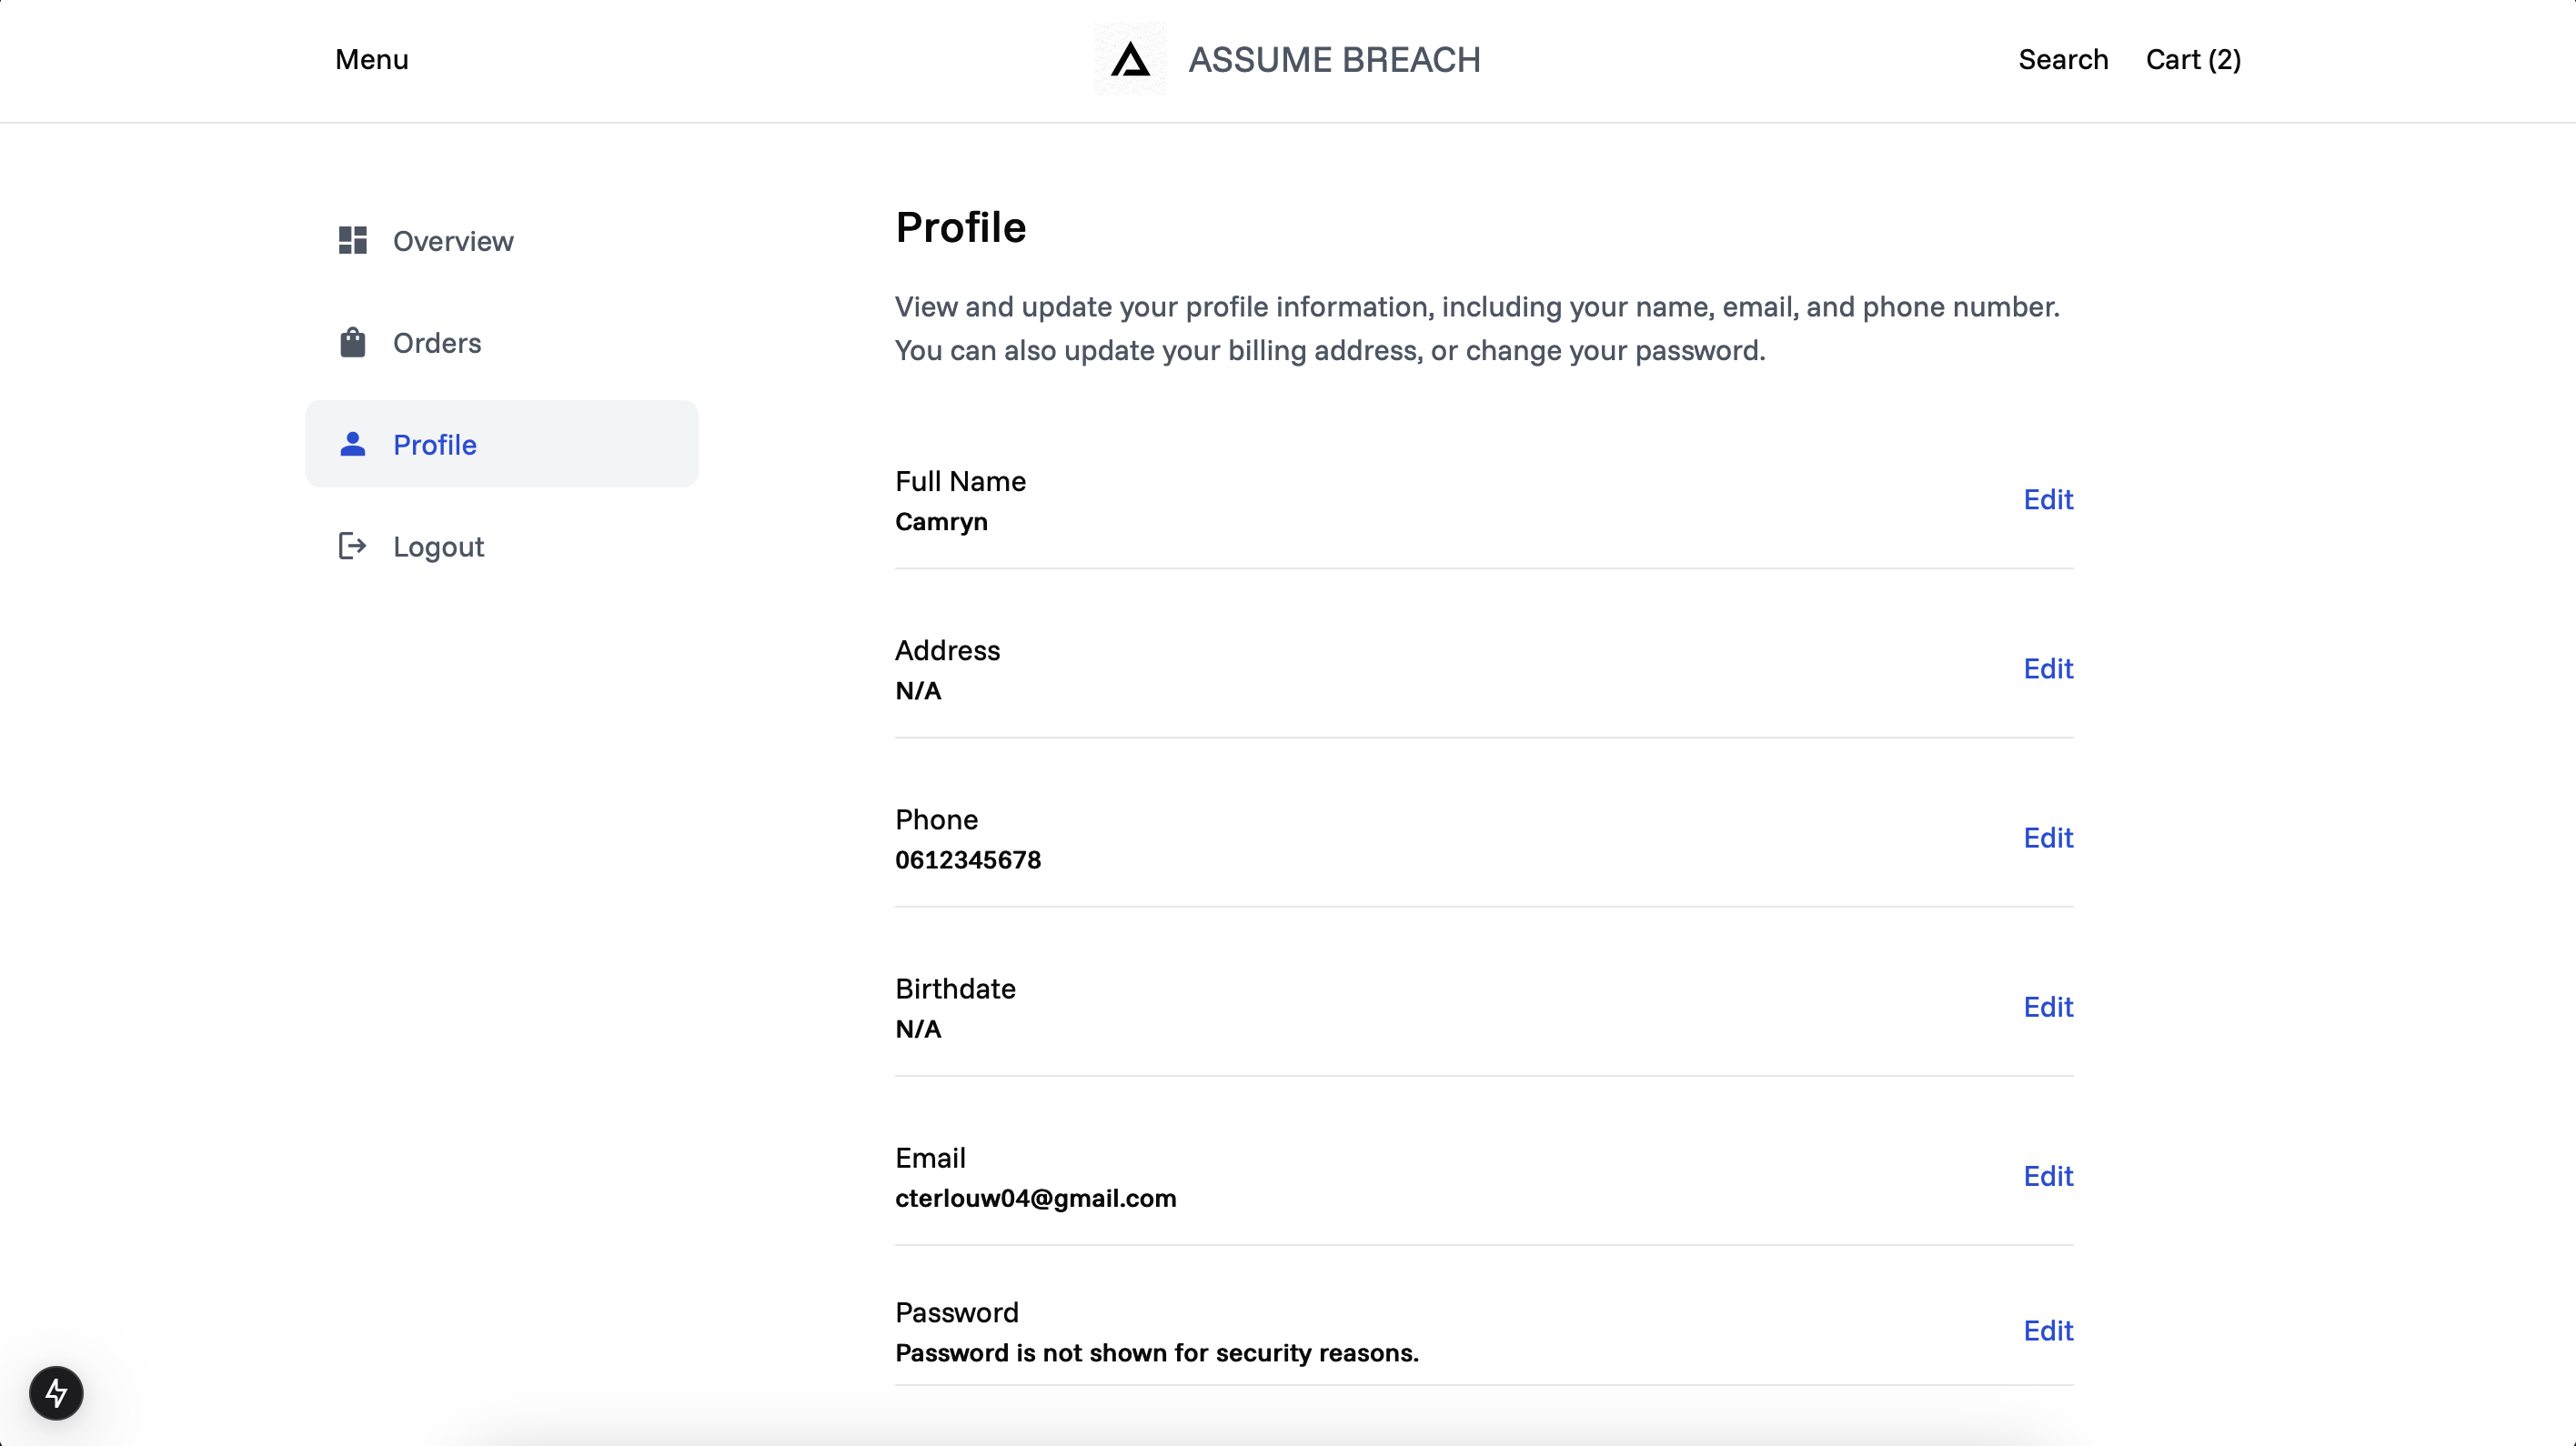 Menu
ASSUME BREACH
Search
Cart (2)
Overview
Orders
Profile
Logout
Profile
View and update your profile information, including your name, email, and phone number.
You can also update your billing address, or change your password.
Full Name
Camryn
Edit
Address
N/A
Edit
Phone
0612345678
Edit
Birthdate
N/A
Edit
Email
cterlouw04@gmail.com
Edit
Password
Password is not shown for security reasons.
Edit